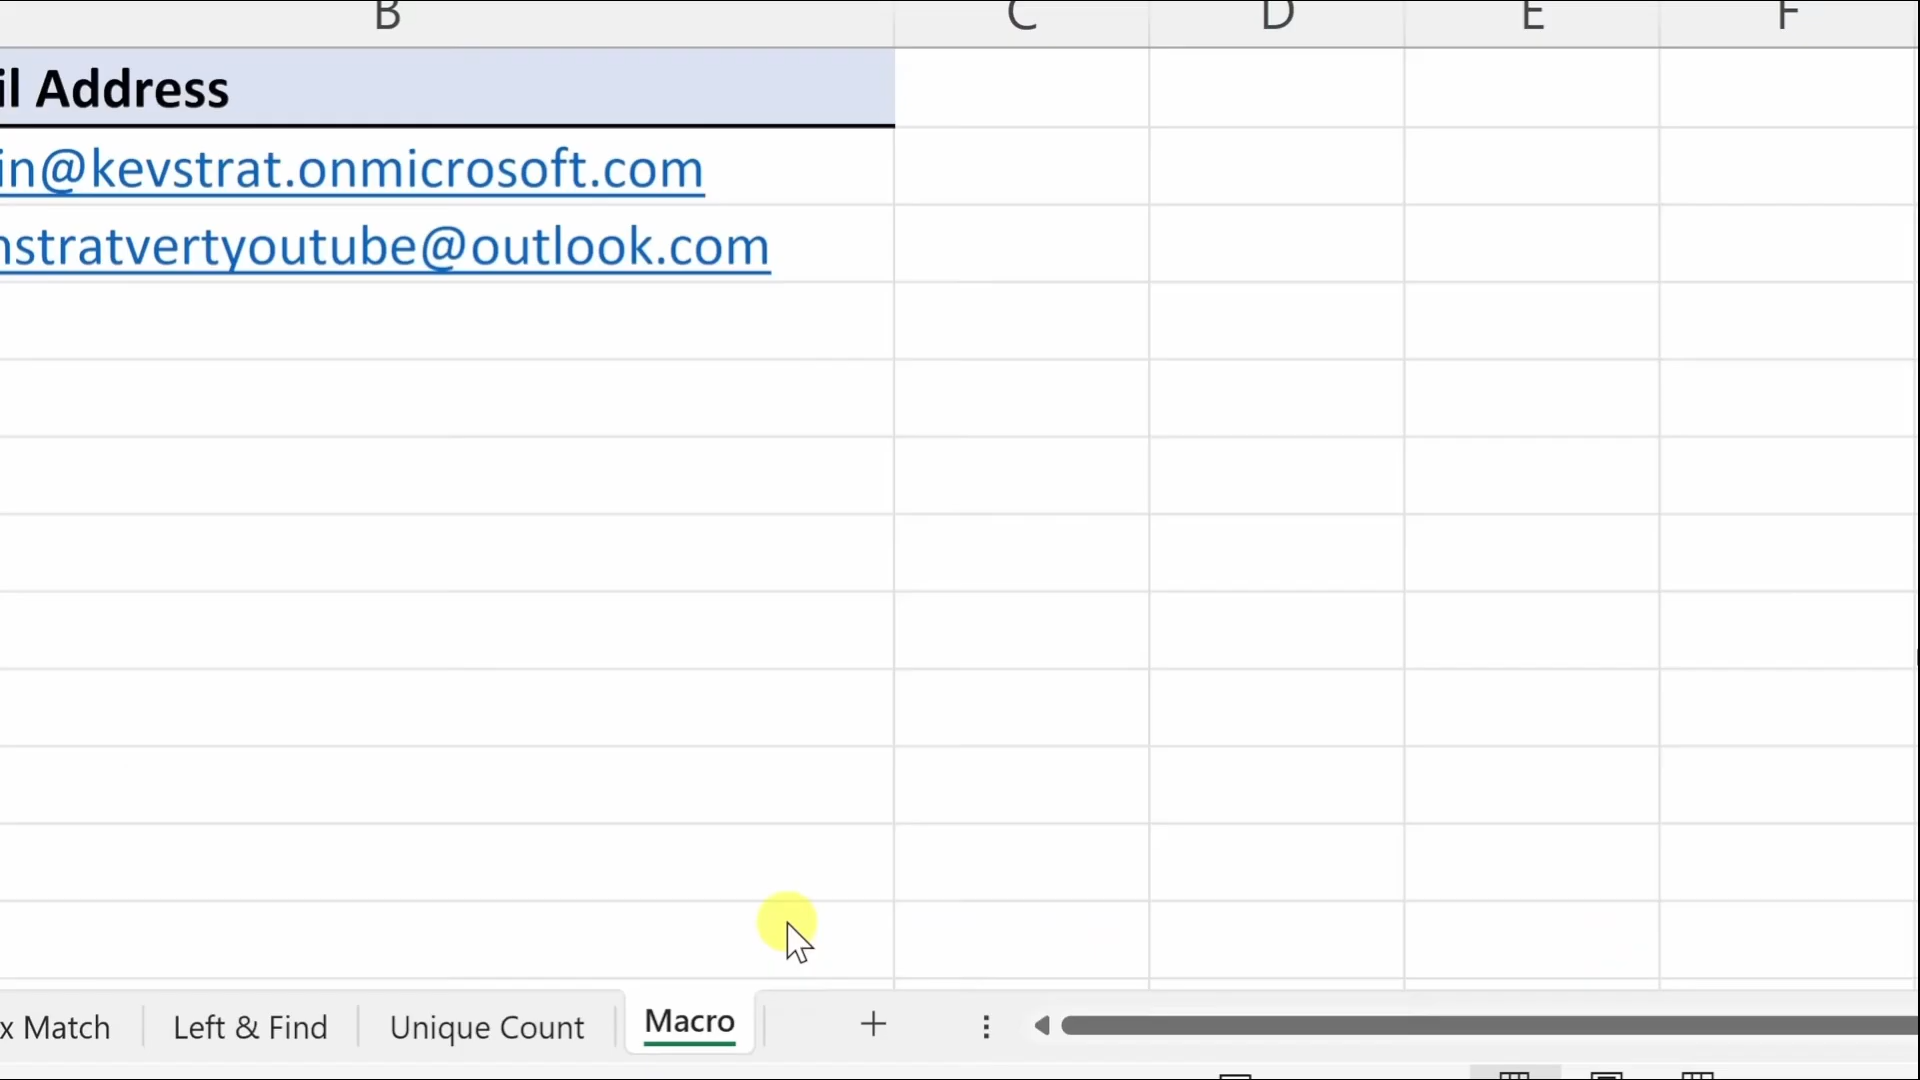 B C D E F
il Address
in@kevstrat.onmicrosoft.com
nstratvertyoutube@outlook.com
x Match Left & Find Unique Count Macro +